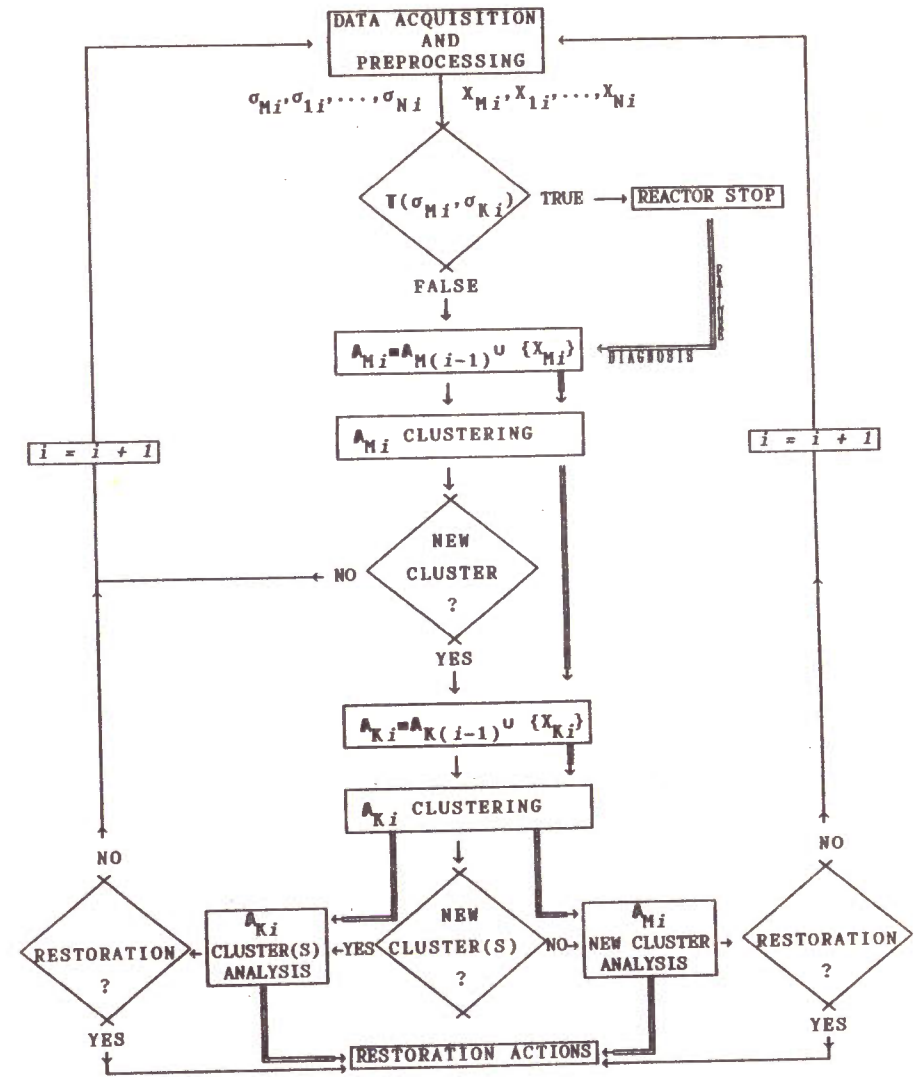 DATA ACQUISITION
AND
PREPROCESSING
σMi,σ1i,...,σNi XMi,X1i,...,XNi
T(σMi,σKi) TRUE REACTOR STOP
FAILURE
FALSE
DIAGNOSIS
AMi=AM(i-1)∪ {XMi}
AMi CLUSTERING
i = i + 1
i = i + 1
NEW
CLUSTER
?
NO
YES
AKi=AK(i-1)∪ {XKi}
AKi CLUSTERING
NO
NO
RESTORATION
?
AKi
CLUSTER(S)
ANALYSIS
YES
NEW
CLUSTER(S)
?
NO
AMi
NEW CLUSTER
ANALYSIS
RESTORATION
?
YES
YES
RESTORATION ACTIONS